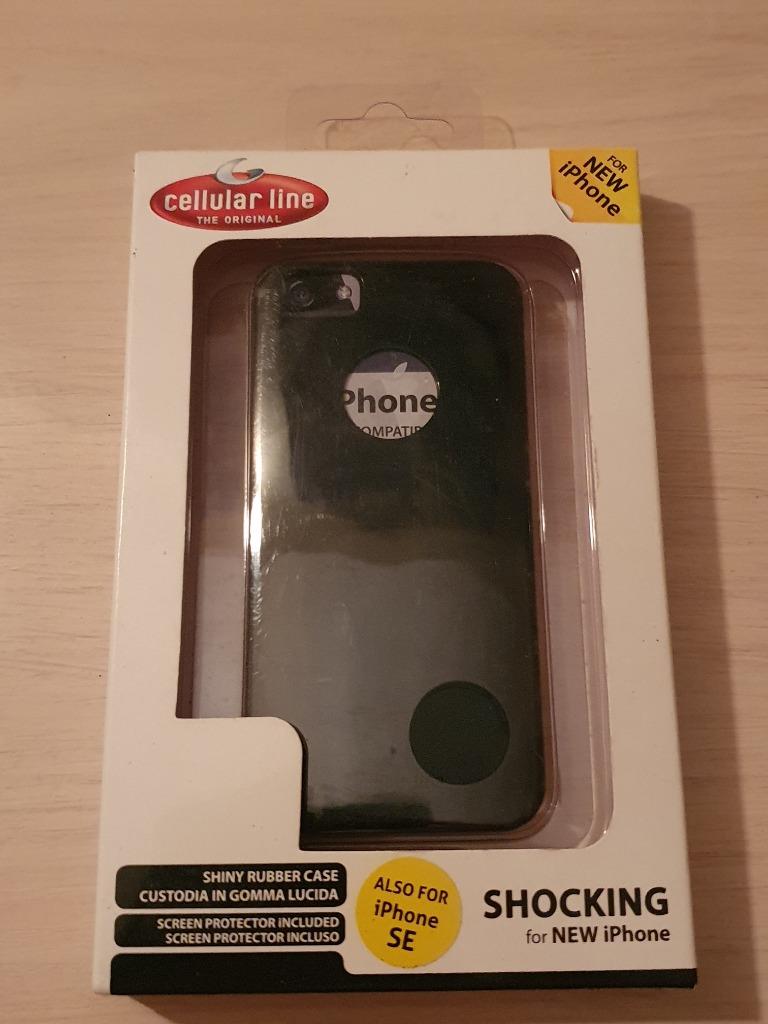 cellular line
THE ORIGINAL
FOR
NEW
iPhone
Phone
COMPATIB
SHINY RUBBER CASE
CUSTODIA IN GOMMA LUCIDA
SCREEN PROTECTOR iNCLUDED
SCREEN PROTECTOR INCLUSO
ALSO FOR
iPhone
SE
SHOCKING
for NEW iPhone